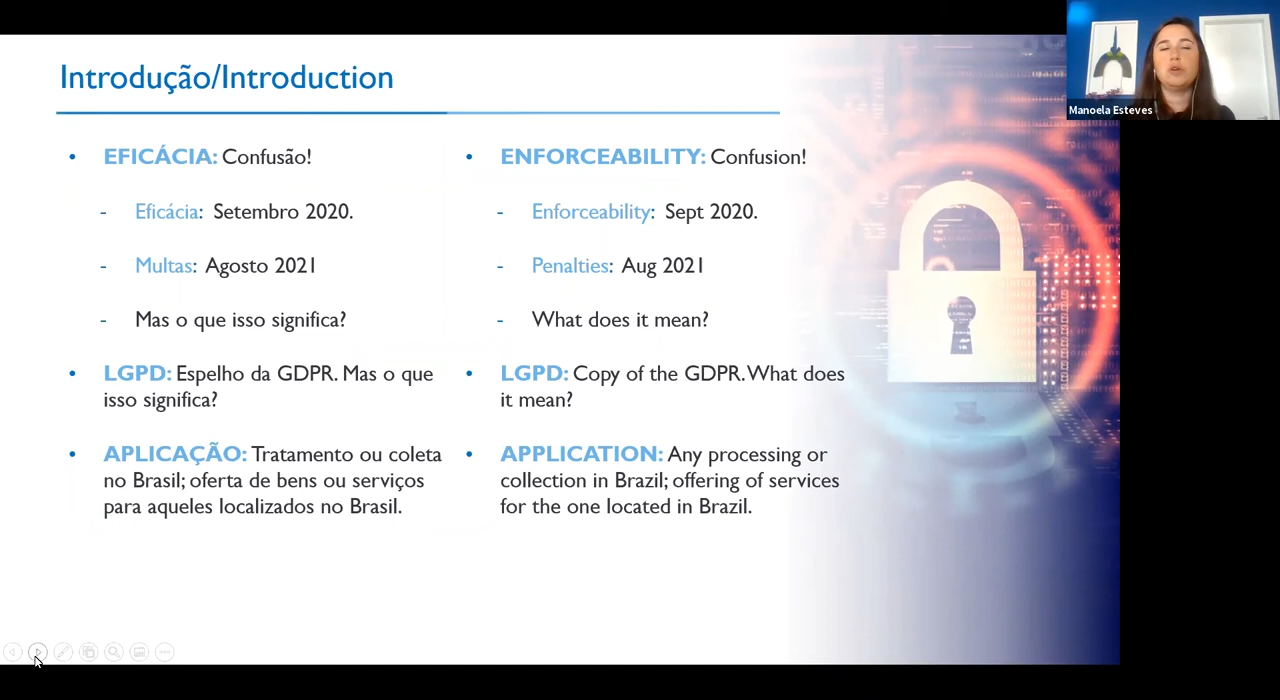 Introdução/Introduction
• EFICÁCIA: Confusão!
- Eficácia: Setembro 2020.
- Multas: Agosto 2021
- Mas o que isso significa?
• LGPD: Espelho da GDPR. Mas o que
isso significa?
• APLICAÇÃO: Tratamento ou coleta
no Brasil; oferta de bens ou serviços
para aqueles localizados no Brasil.
• ENFORCEABILITY: Confusion!
- Enforceability: Sept 2020.
- Penalties: Aug 2021
- What does it mean?
• LGPD: Copy of the GDPR. What does
it mean?
• APPLICATION: Any processing or
collection in Brazil; offering of services
for the one located in Brazil.
Manoela Esteves